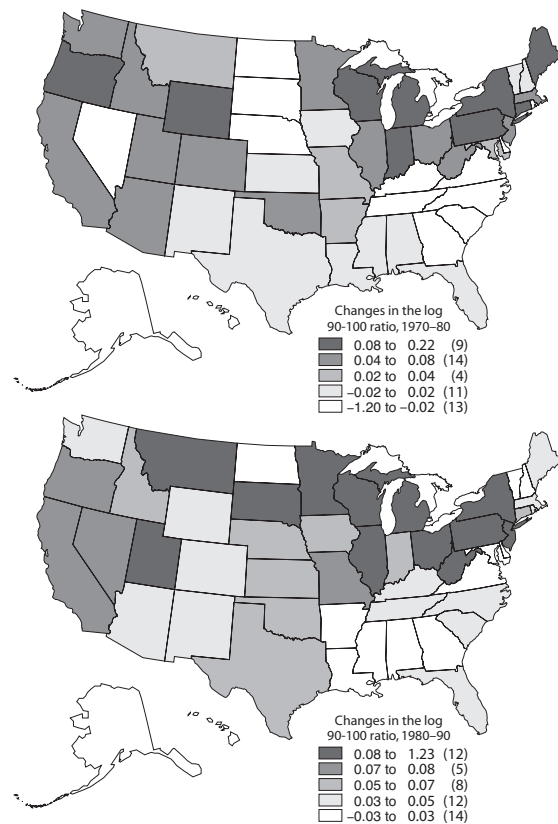 Changes in the log
90-100 ratio, 1970–80
0.08 to 0.22 (9)
0.04 to 0.08 (14)
0.02 to 0.04 (4)
−0.02 to 0.02 (11)
−1.20 to −0.02 (13)
Changes in the log
90-100 ratio, 1980–90
0.08 to 1.23 (12)
0.07 to 0.08 (5)
0.05 to 0.07 (8)
0.03 to 0.05 (12)
−0.03 to 0.03 (14)